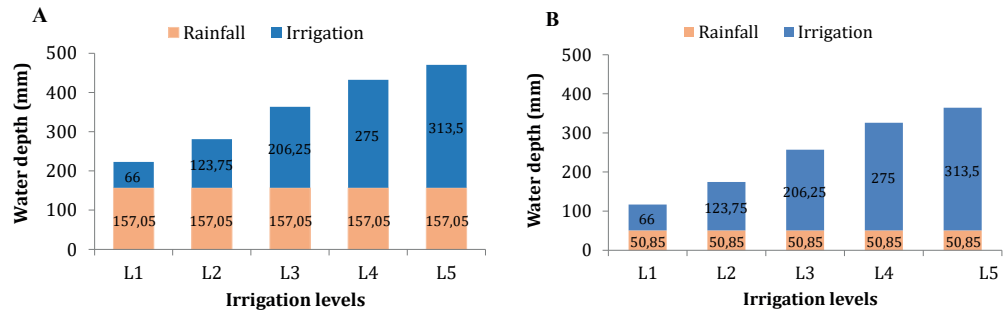 A
Rainfall Irrigation
Water depth (mm)
500
400
300
200
100
0
66
123,75
206,25
275
313,5
157,05 157,05 157,05 157,05 157,05
L1 L2 L3 L4 L5
Irrigation levels
B
Rainfall Irrigation
Water depth (mm)
500
400
300
200
100
0
66
123,75
206,25
275
313,5
50,85 50,85 50,85 50,85 50,85
L1 L2 L3 L4 L5
Irrigation levels